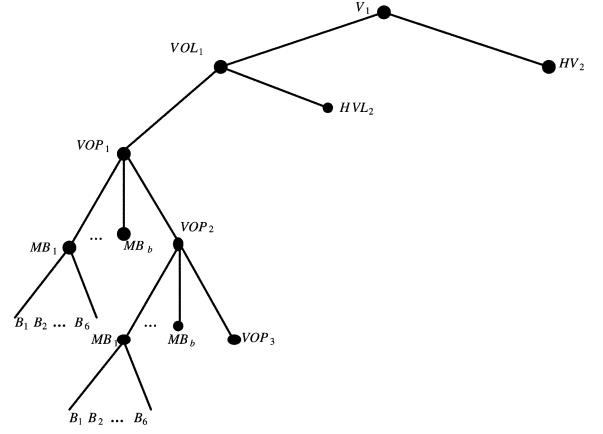 V1
VOL1
HV2
HVL2
VOP1
...
MB1
MBb
VOP2
B1 B2 ... B6
...
MB1
MBb
VOP3
B1 B2 ... B6